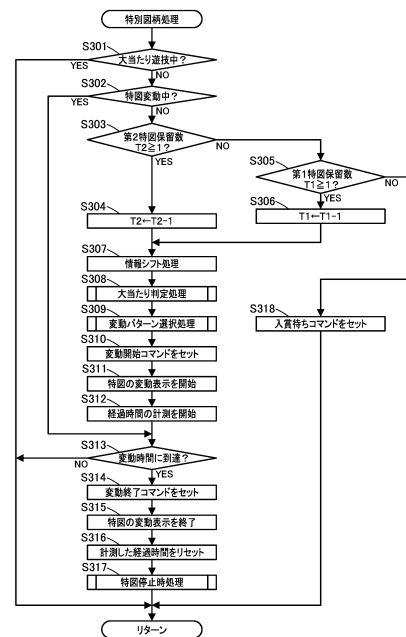 特別図柄処理
S301
大当たり遊技中？
YES
NO
S302
特図変動中？
YES
NO
S303
第2特図保留数
T2≧1？
NO
YES
S305
第1特図保留数
T1≧1？
NO
YES
S304
T2←T2-1
S306
T1←T1-1
S307
情報シフト処理
S308
大当たり判定処理
S309
変動パターン選択処理
S310
変動開始コマンドをセット
S311
特図の変動表示を開始
S312
経過時間の計測を開始
S318
入賞待ちコマンドをセット
S313
変動時間に到達？
NO
YES
S314
変動終了コマンドをセット
S315
特図の変動表示を終了
S316
計測した経過時間をリセット
S317
特図停止時処理
リターン